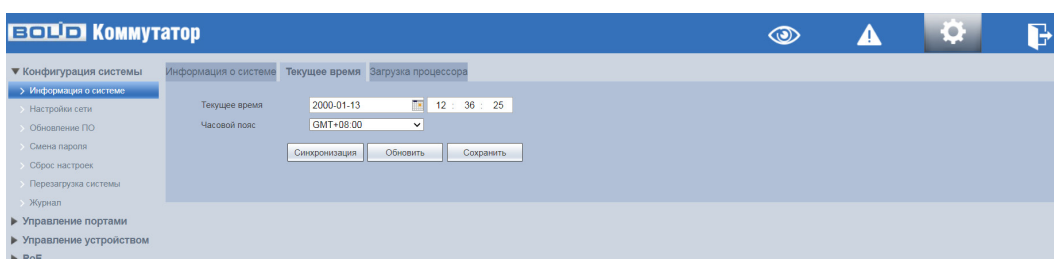 BOLID Коммутатор
Конфигурация системы
Информация о системе Текущее время Загрузка процессора
Информация о системе
Текущее время 2000-01-13 12 : 36 : 25
Настройки сети
Часовой пояс GMT+08:00
Обновление ПО
Смена пароля
Синхронизация Обновить Сохранить
Сброс настроек
Перезагрузка системы
Журнал
Управление портами
Управление устройством
PoE